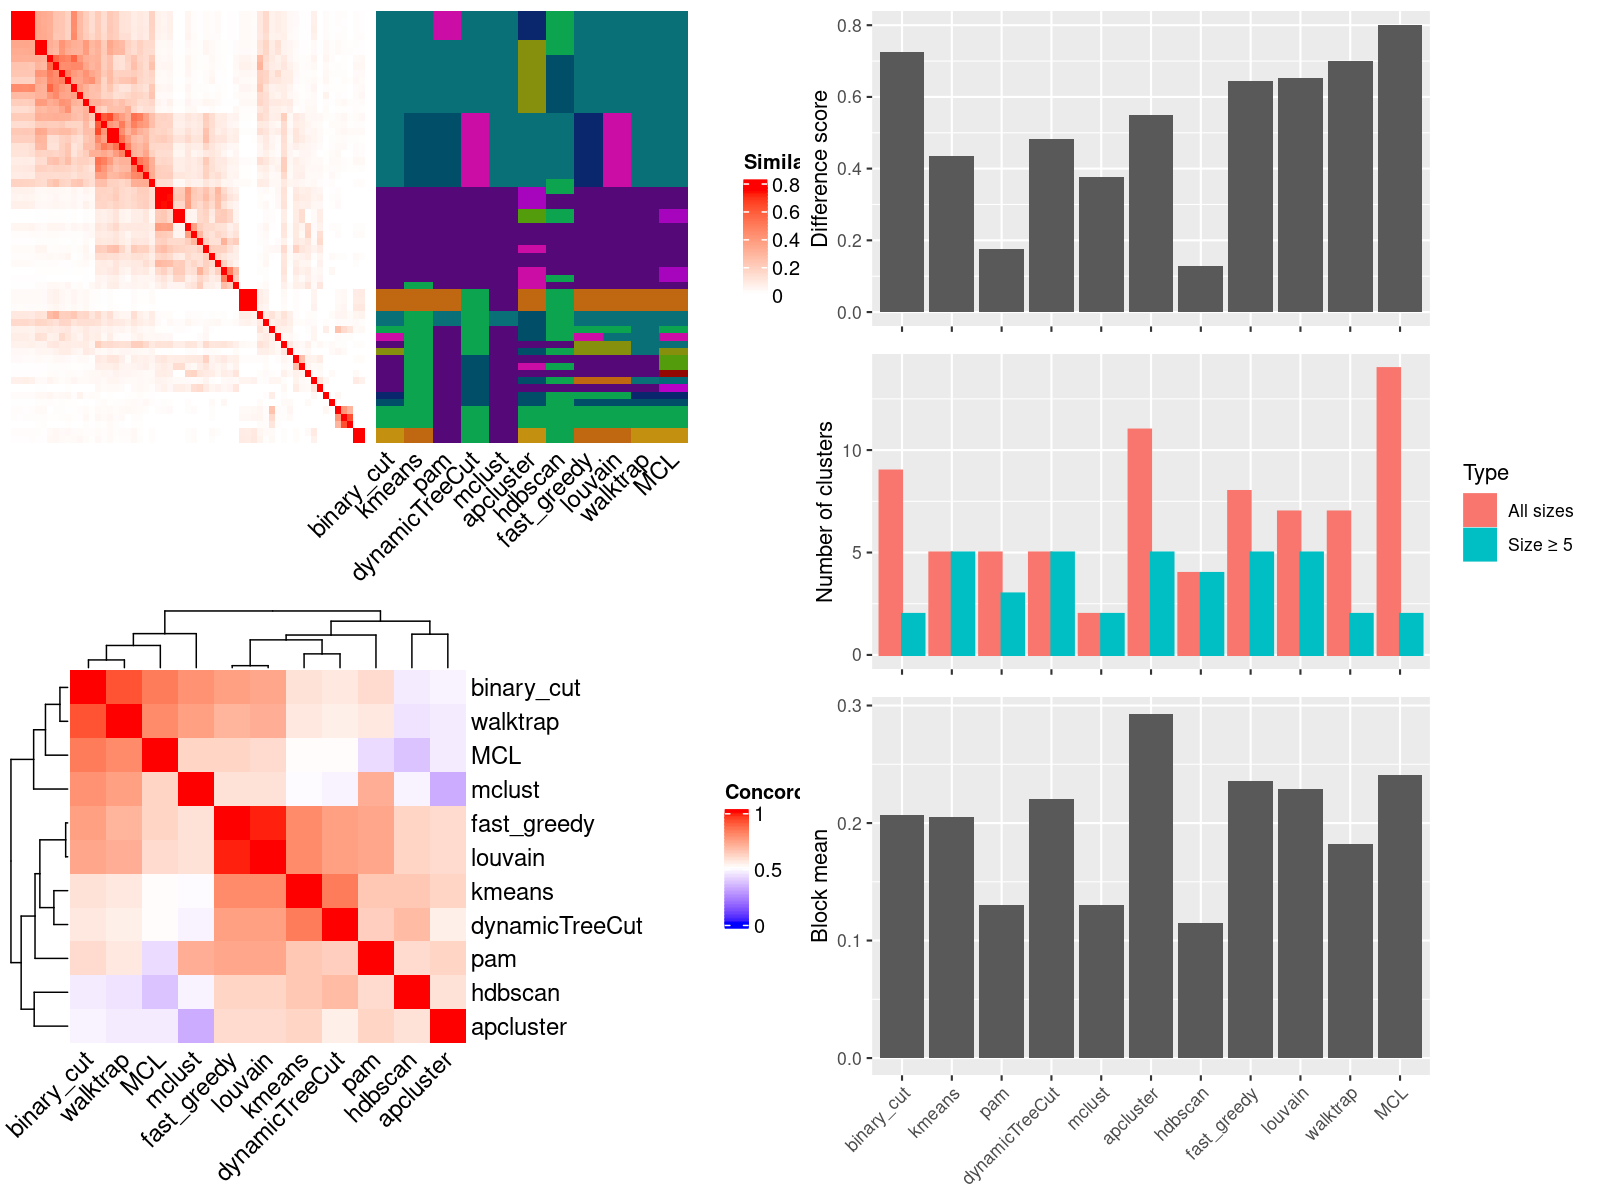 Simila
0.8
0.6
0.4
0.2
0
binary_cut
kmeans
pam
dynamicTreeCut
mclust
apcluster
hdbscan
fast_greedy
louvain
walktrap
MCL
Concord
1
0.5
0
binary_cut
walktrap
MCL
mclust
fast_greedy
louvain
kmeans
dynamicTreeCut
pam
hdbscan
apcluster
binary_cut
walktrap
MCL
mclust
fast_greedy
louvain
kmeans
dynamicTreeCut
pam
hdbscan
apcluster
Difference score
0.8
0.6
0.4
0.2
0.0
Number of clusters
10
5
0
Type
All sizes
Size ≥ 5
Block mean
0.3
0.2
0.1
0.0
binary_cut
kmeans
pam
dynamicTreeCut
mclust
apcluster
hdbscan
fast_greedy
louvain
walktrap
MCL